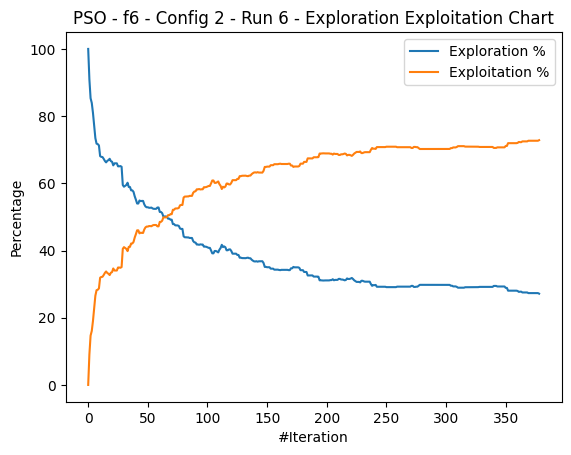 PSO - f6 - Config 2 - Run 6 - Exploration Exploitation Chart
Exploration %
Exploitation %
Percentage
100
80
60
40
20
0
0 50 100 150 200 250 300 350
#Iteration